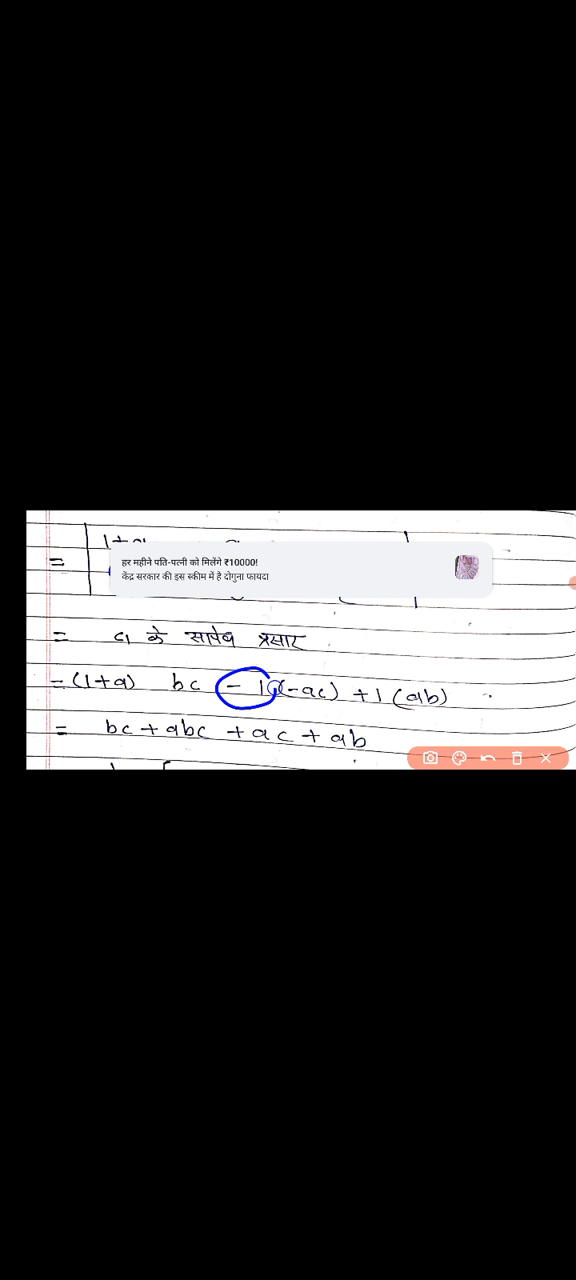 1+a
=
हर महीने पति-पत्नी को मिलेंगे ₹10000!
केंद्र सरकार की इस स्कीम में है दोगुना फायदा
= के सापेक्ष प्रसार
= (1+a) bc - 1(-ac) + 1 (ab)
= bc + abc + ac + ab